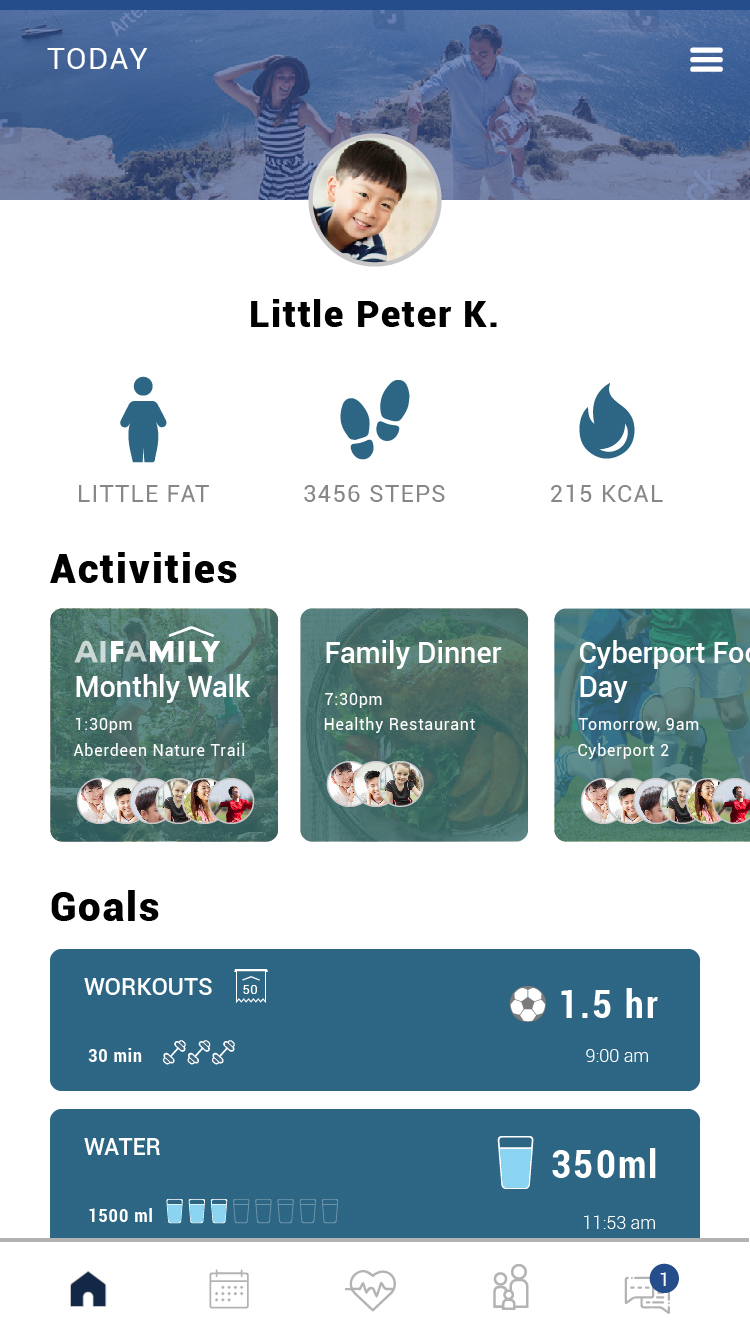 TODAY
Little Peter K.
LITTLE FAT
3456 STEPS
215 KCAL
Activities
AIFAMILY
Monthly Walk
1:30pm
Aberdeen Nature Trail
Family Dinner
7:30pm
Healthy Restaurant
Cyberport Foo
Day
Tomorrow, 9am
Cyberport 2
Goals
WORKOUTS
50
1.5 hr
30 min
9:00 am
WATER
350ml
1500 ml
11:53 am
1